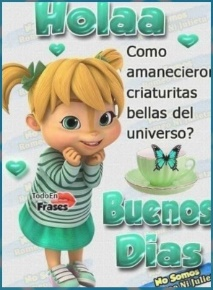 Holaa
Como
amanecieron
criaturitas
bellas del
universo?
TodoEn
Frases
Buenos
Dias
No Somos
Ni Julie